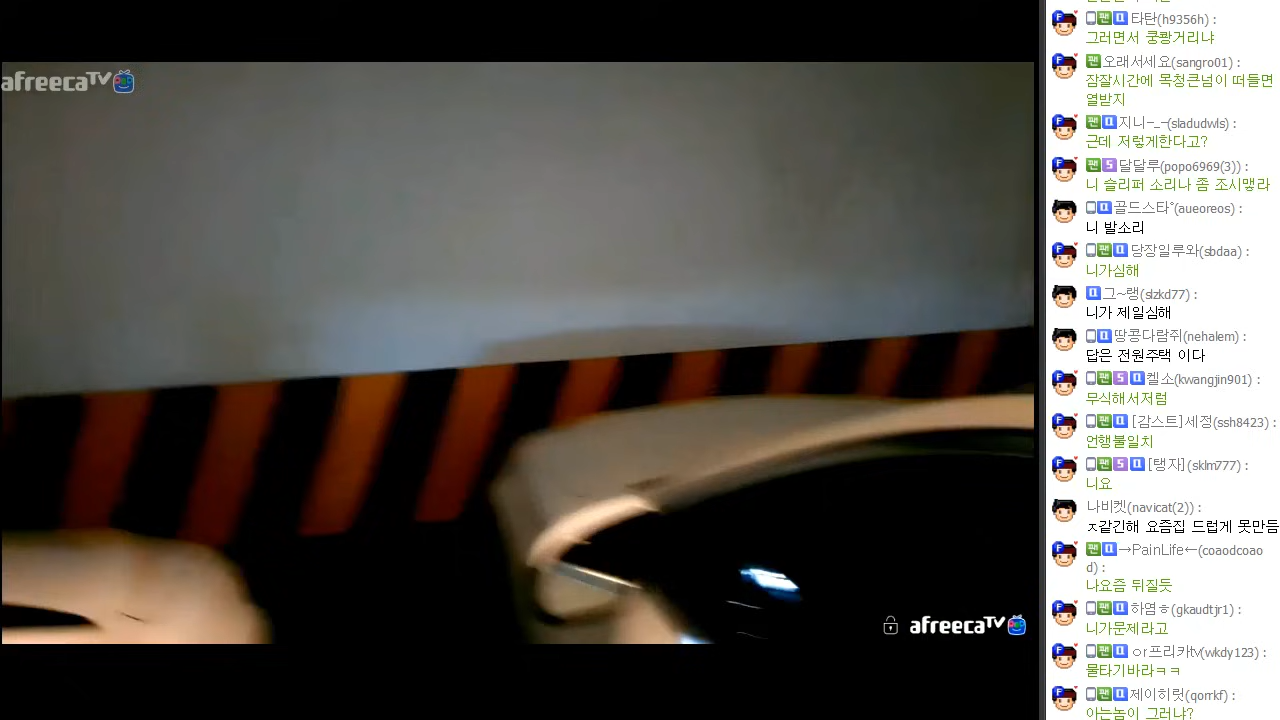 afreecaTV
afreecaTV
타탄(h9356h) :
그러면서 쿵쾅거리냐
오래서세요(sangro01) :
잠잘시간에 목청큰넘이 떠들면
열받지
지니-_-(sladudwls) :
근데 저렇게한다고?
달달루(popo6969(3)) :
니 슬리퍼 소리나 좀 조시맿라
골드스타°(aueoreos) :
니 발소리
당장일루와(sbdaa) :
니가심해
그~랭(slzkd77) :
니가 제일심해
땅콩다람쥐(nehalem) :
답은 전원주택 이다
켈소(kwangjin901) :
무식해서저럼
[감스트]세정(ssh8423) :
언행불일치
[탱자](sklm777) :
니요
나비켓(navicat(2)) :
ㅈ같긴해 요즘집 드럽게 못만듬
→PainLife←(coaodcoao
d) :
나요즘 뒤질듯
하염ㅎ(gkaudtjr1) :
니가문제라고
ㅇr프리카tv(wkdy123) :
물타기바라ㅋㅋ
제이히릿(qorrkf) :
아는놈이 그러냐?